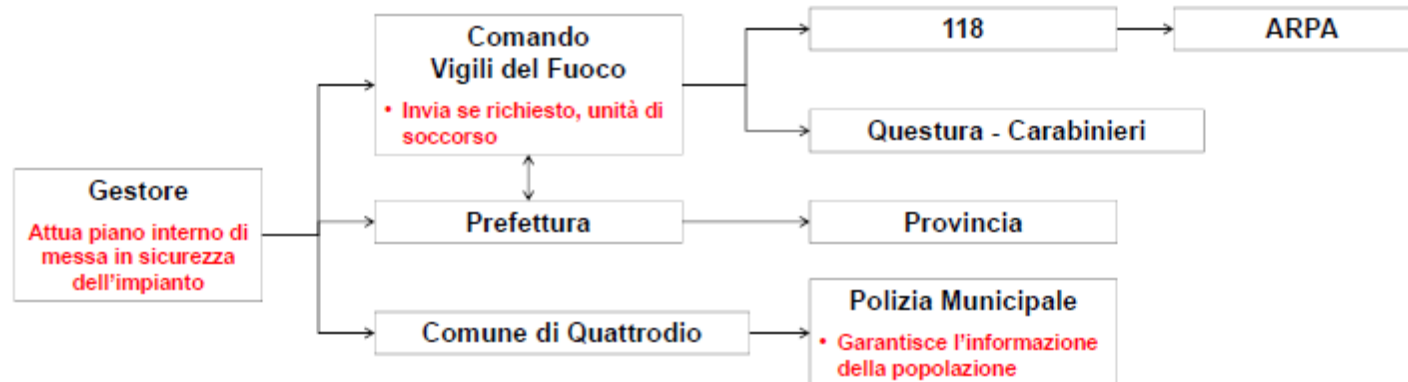 Gestore
Attua piano interno di
messa in sicurezza
dell'impianto
Comando
Vigili del Fuoco
• Invia se richiesto, unità di
soccorso
Prefettura
Comune di Quattrodio
118
ARPA
Questura - Carabinieri
Provincia
Polizia Municipale
• Garantisce l'informazione
della popolazione